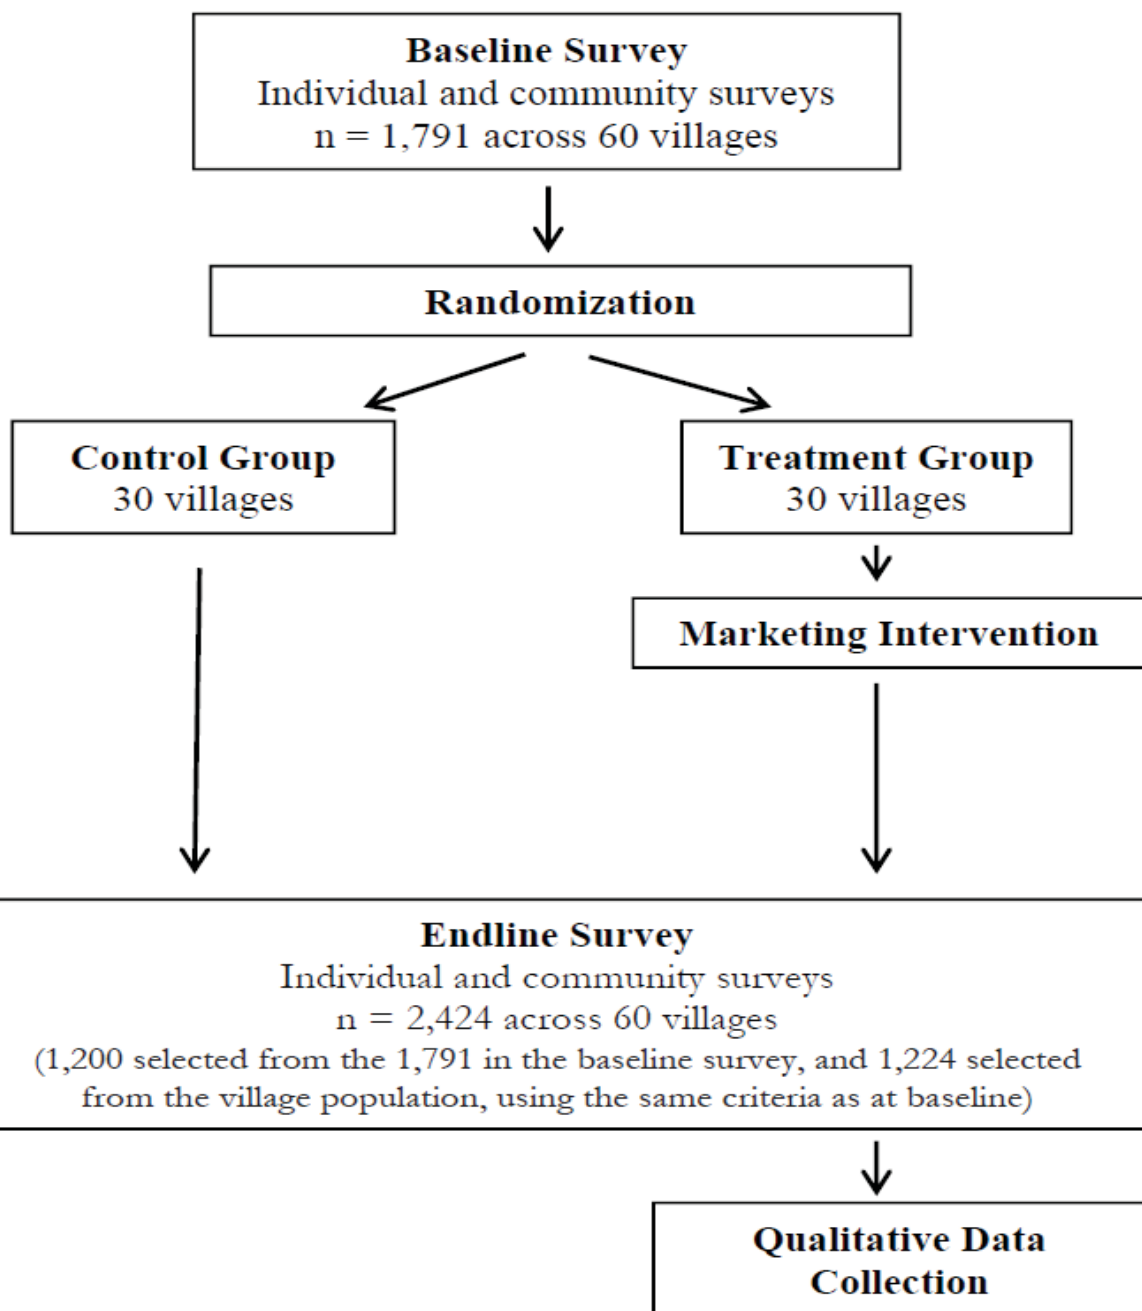 Baseline Survey
Individual and community surveys
n = 1,791 across 60 villages
Randomization
Control Group
30 villages
Treatment Group
30 villages
Marketing Intervention
Endline Survey
Individual and community surveys
n = 2,424 across 60 villages
(1,200 selected from the 1,791 in the baseline survey, and 1,224 selected
from the village population, using the same criteria as at baseline)
Qualitative Data
Collection